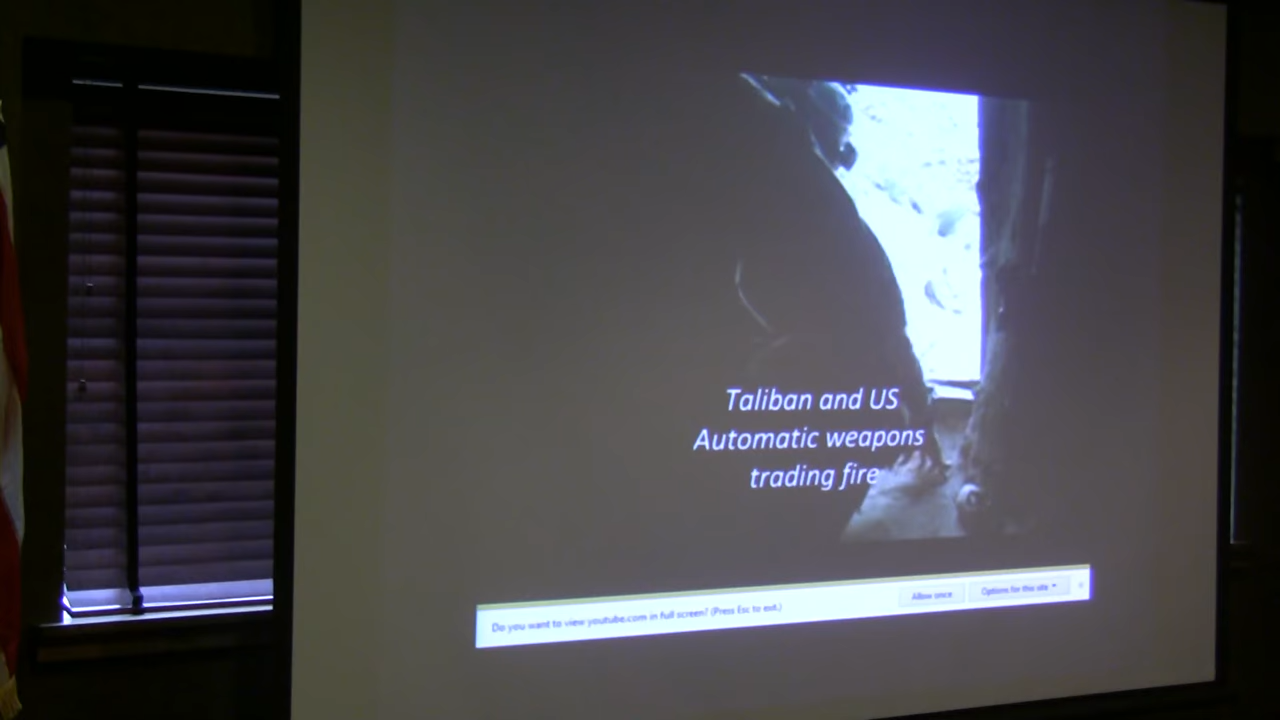 Taliban and US
Automatic weapons
trading fire
Do you want to view youtube.com in full screen? (Press Esc to exit.)
Allow once
Options for this site